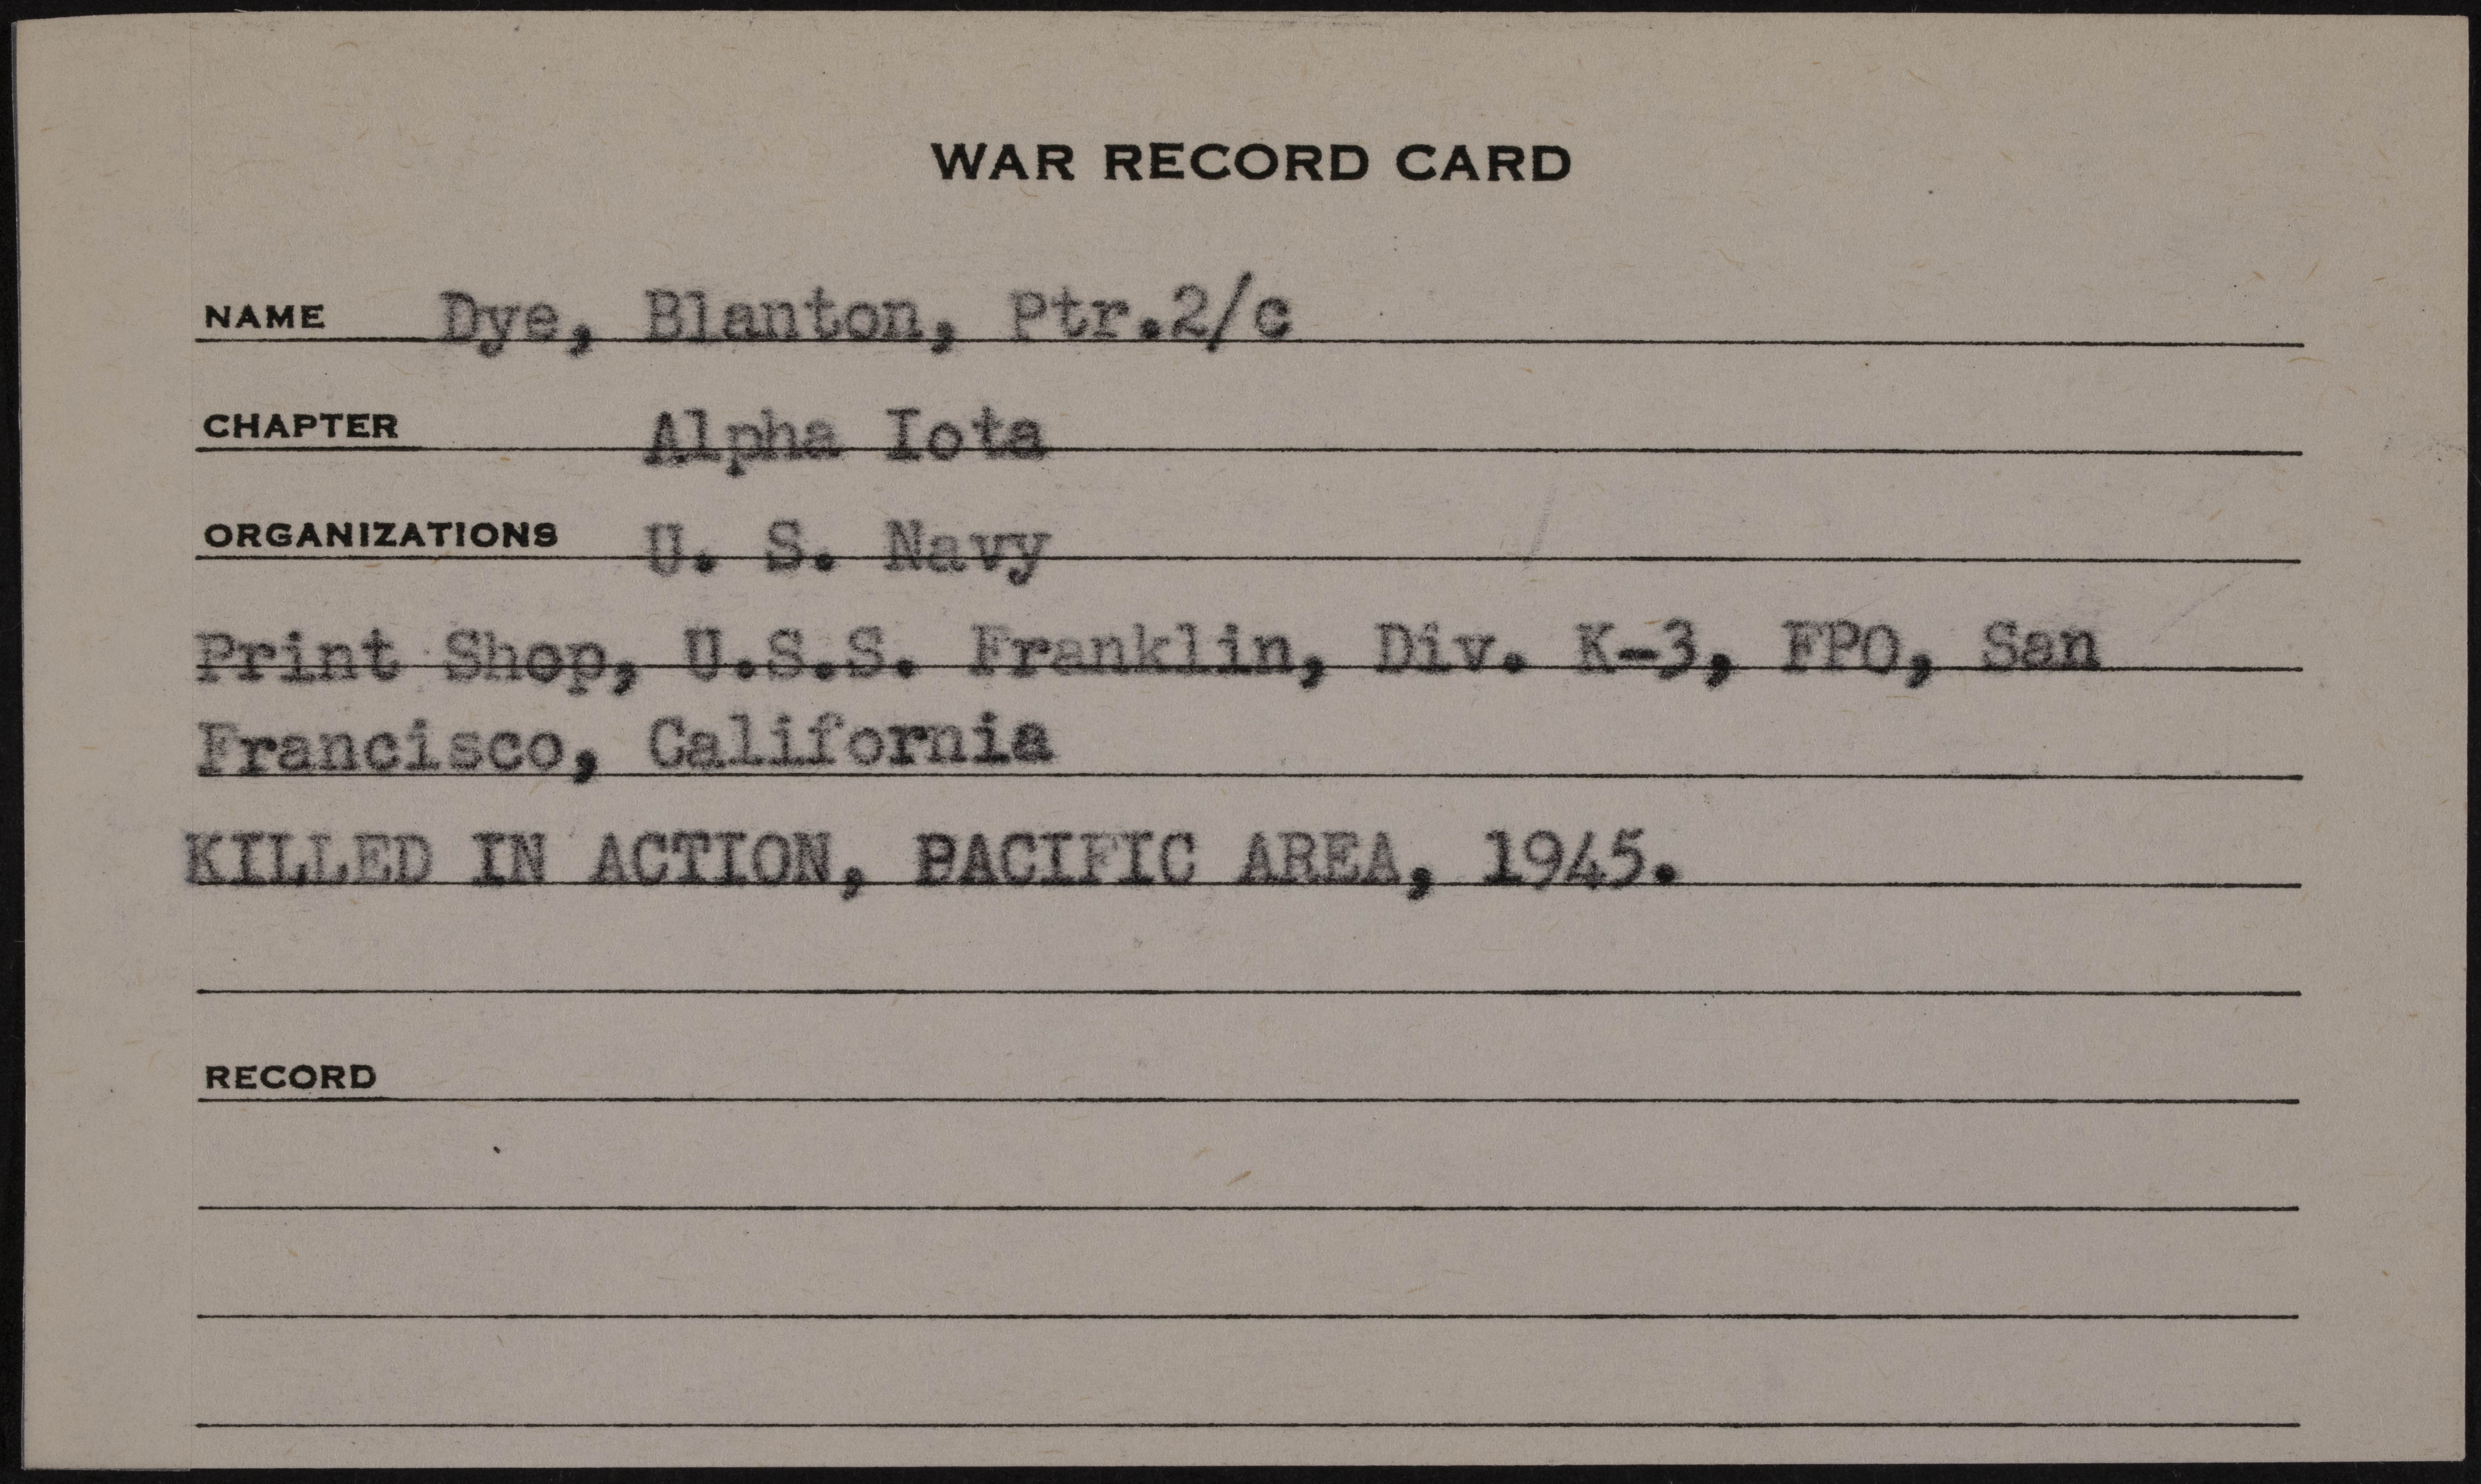 WAR RECORD CARD
NAME Dye, Blanton, Ptr.2/c
CHAPTER Alpha Iota
ORGANIZATIONS U. S. Navy
Print Shop, U.S.S. Franklin, Div. K-3, FPO, San
Francisco, California
KILLED IN ACTION, PACIFIC AREA, 1945.
RECORD